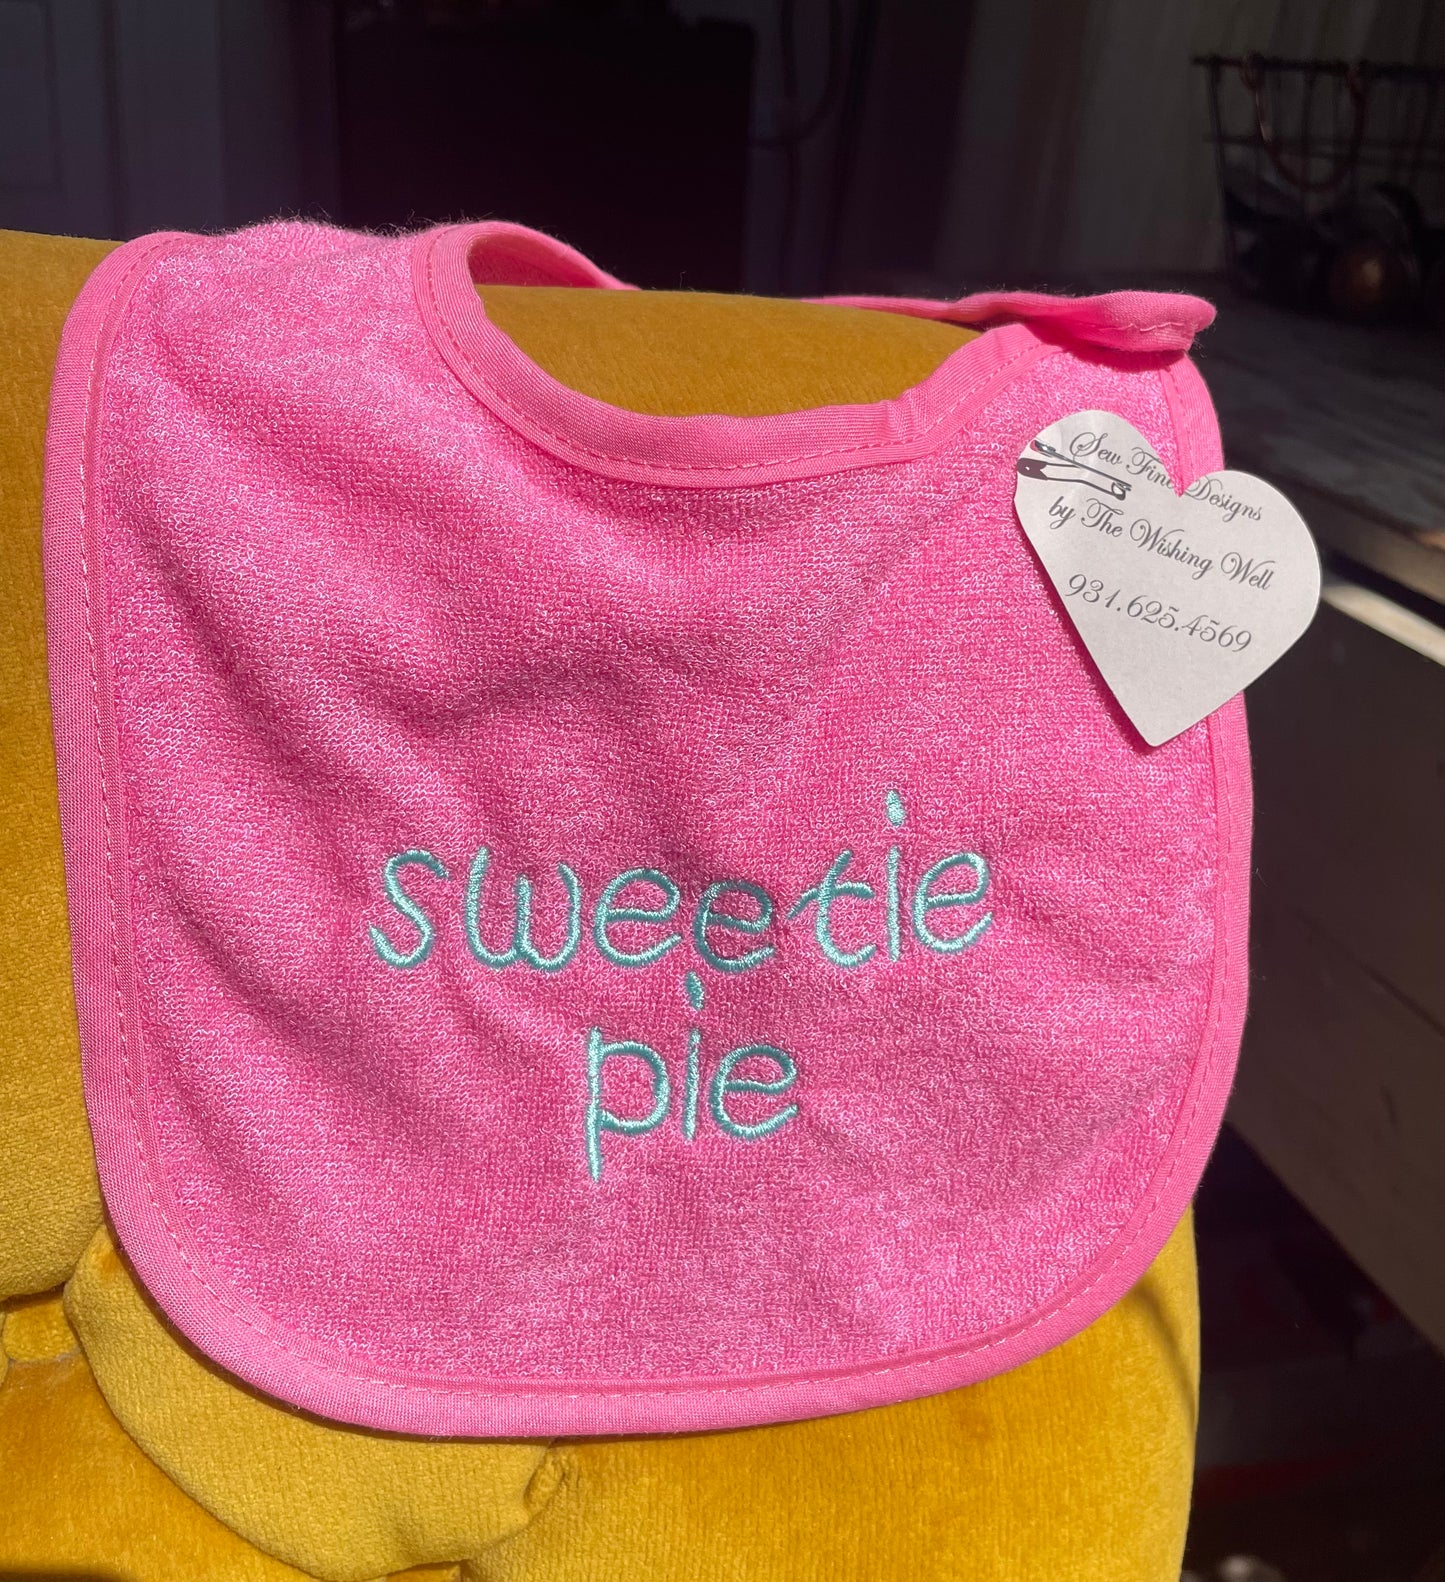 Sew Fine Designs
by The Wishing Well
931.625.4569
sweetie
pie